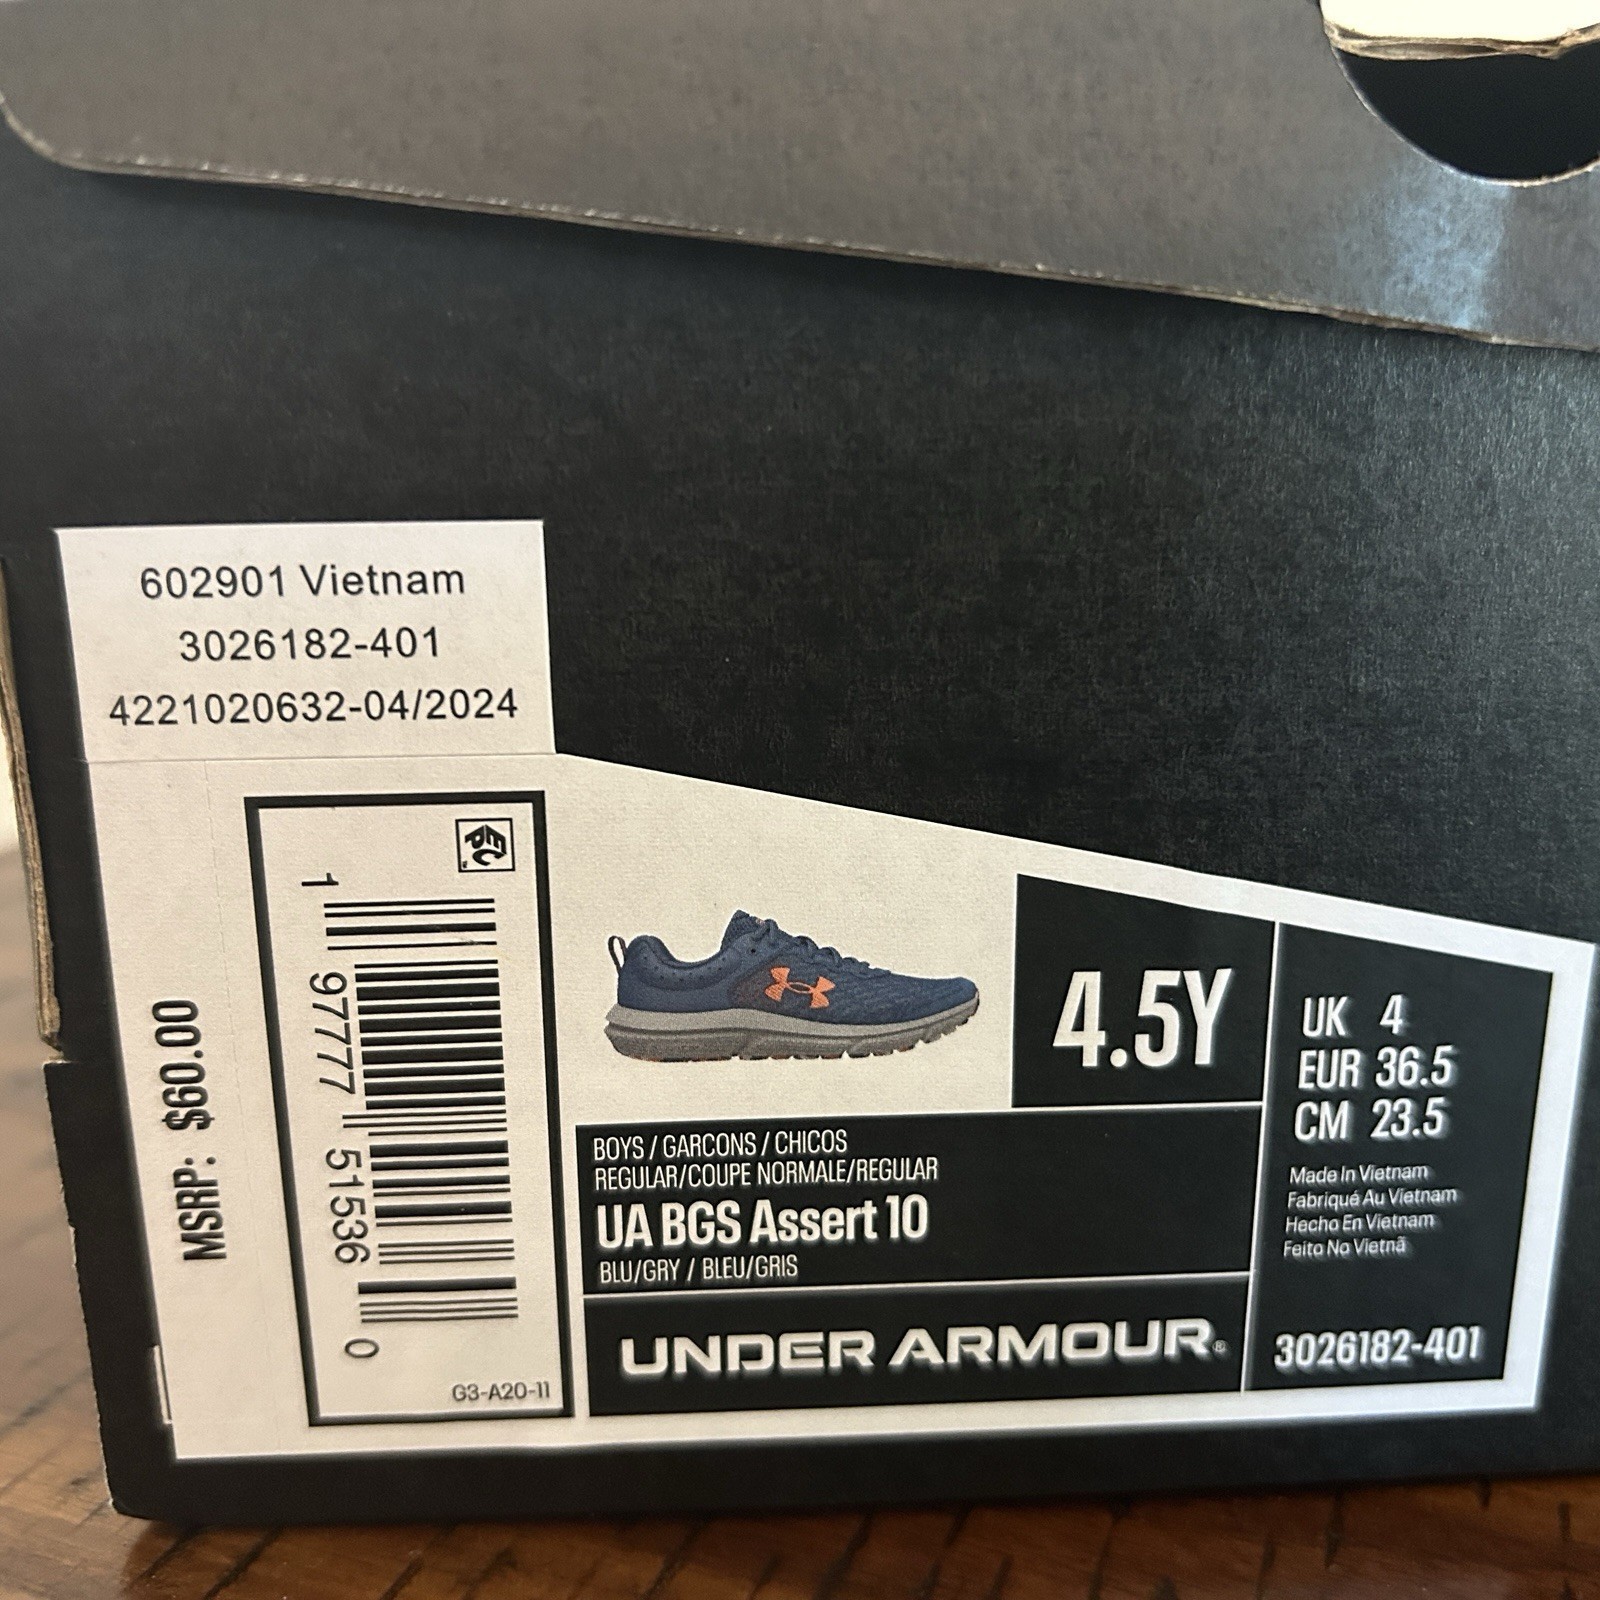 602901 Vietnam
3026182-401
4221020632-04/2024
MSRP: $60.00
1 97777 51536 0
G3-A20-11
4.5Y
UK 4
EUR 36.5
CM 23.5
Made In Vietnam
Fabriqué Au Vietnam
Hecho En Vietnam
Feito No Vietnã
3026182-401
BOYS / GARCONS / CHICOS
REGULAR/COUPE NORMALE/REGULAR
UA BGS Assert 10
BLU/GRY / BLEU/GRIS
UNDER ARMOUR®